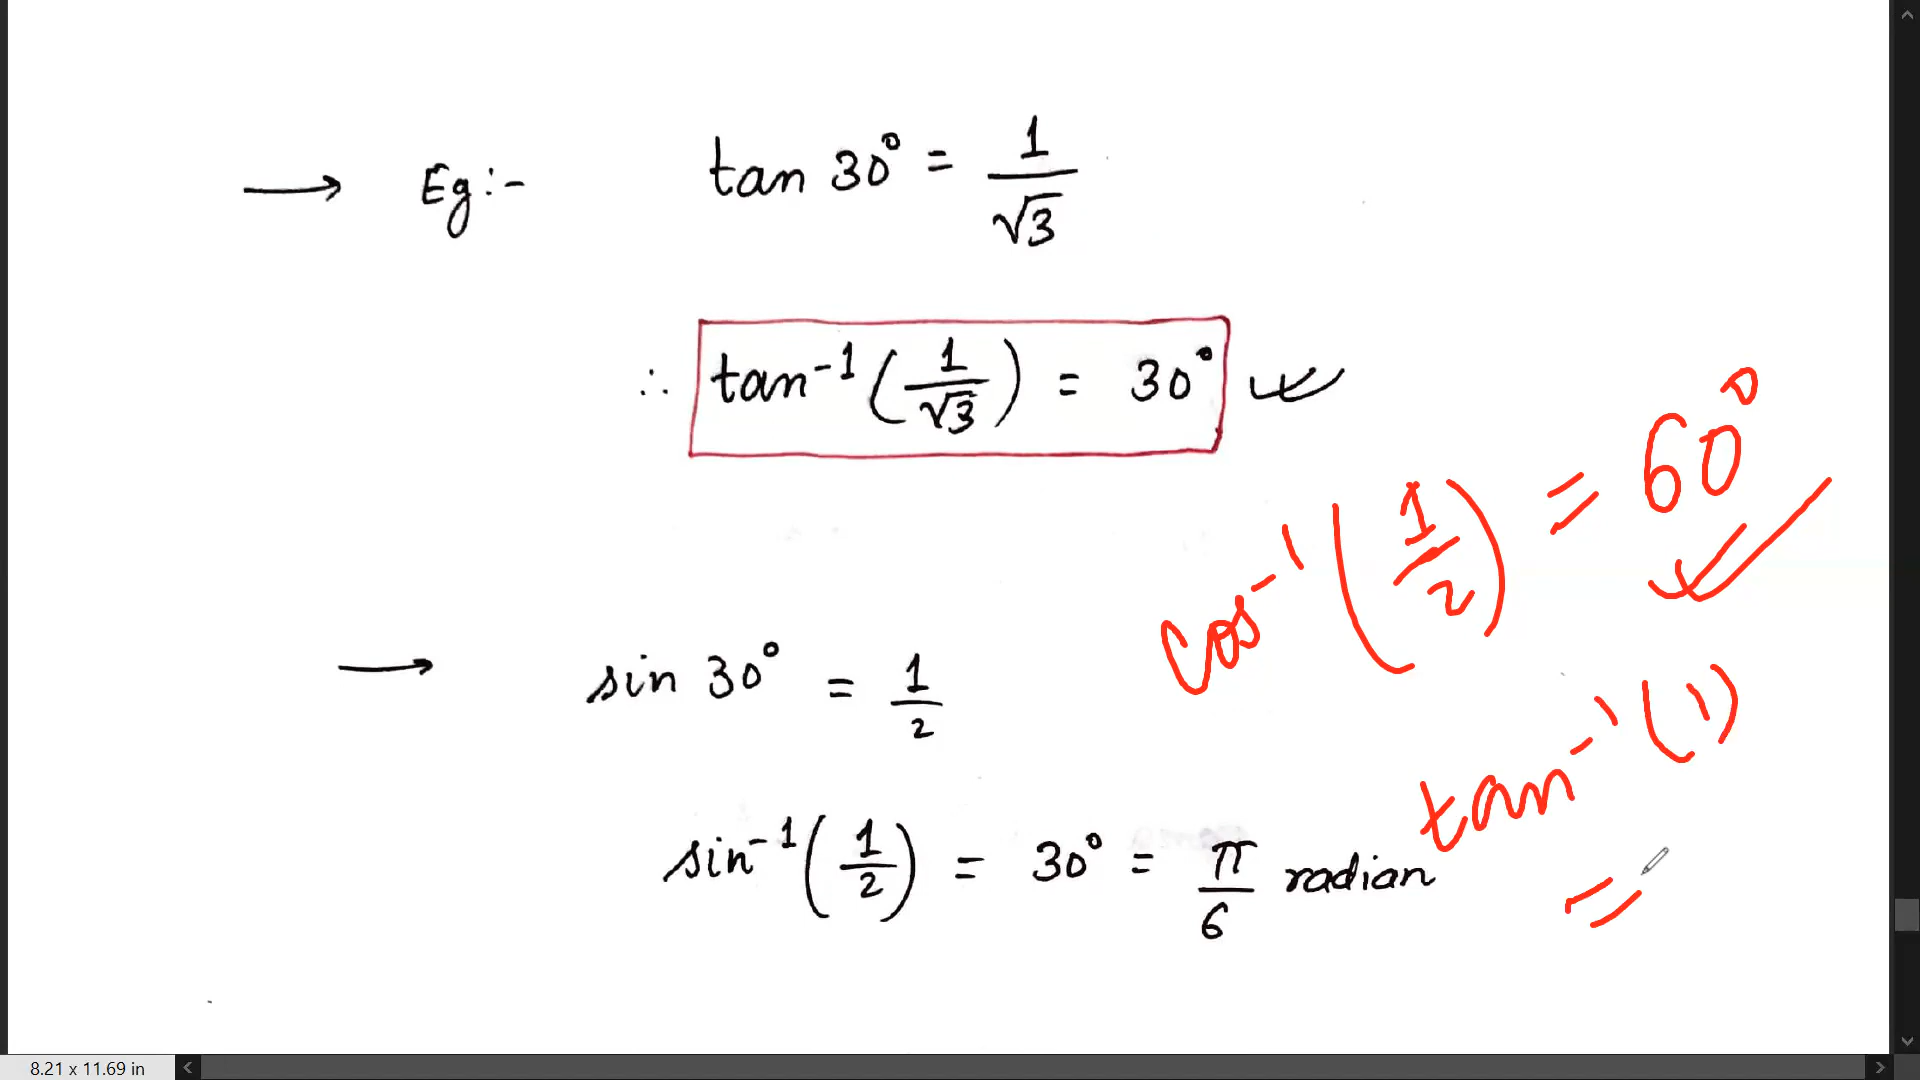 → Eg:- tan 30° = 1/√3
∴ tan⁻¹(1/√3) = 30°
cos⁻¹(1/2) = 60°
→ sin 30° = 1/2
tan⁻¹(1)
=
sin⁻¹(1/2) = 30° = π/6 radian
8.21 x 11.69 in